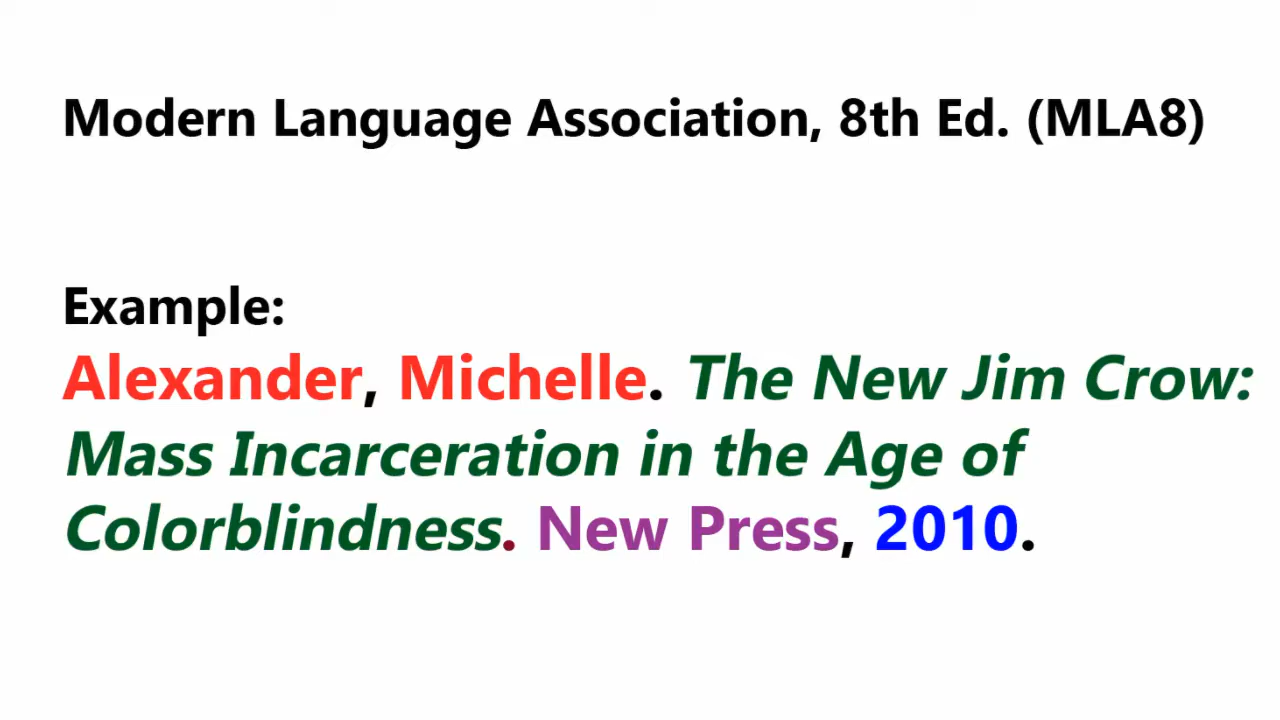 Modern Language Association, 8th Ed. (MLA8)
Example:
Alexander, Michelle. The New Jim Crow:
Mass Incarceration in the Age of
Colorblindness. New Press, 2010.